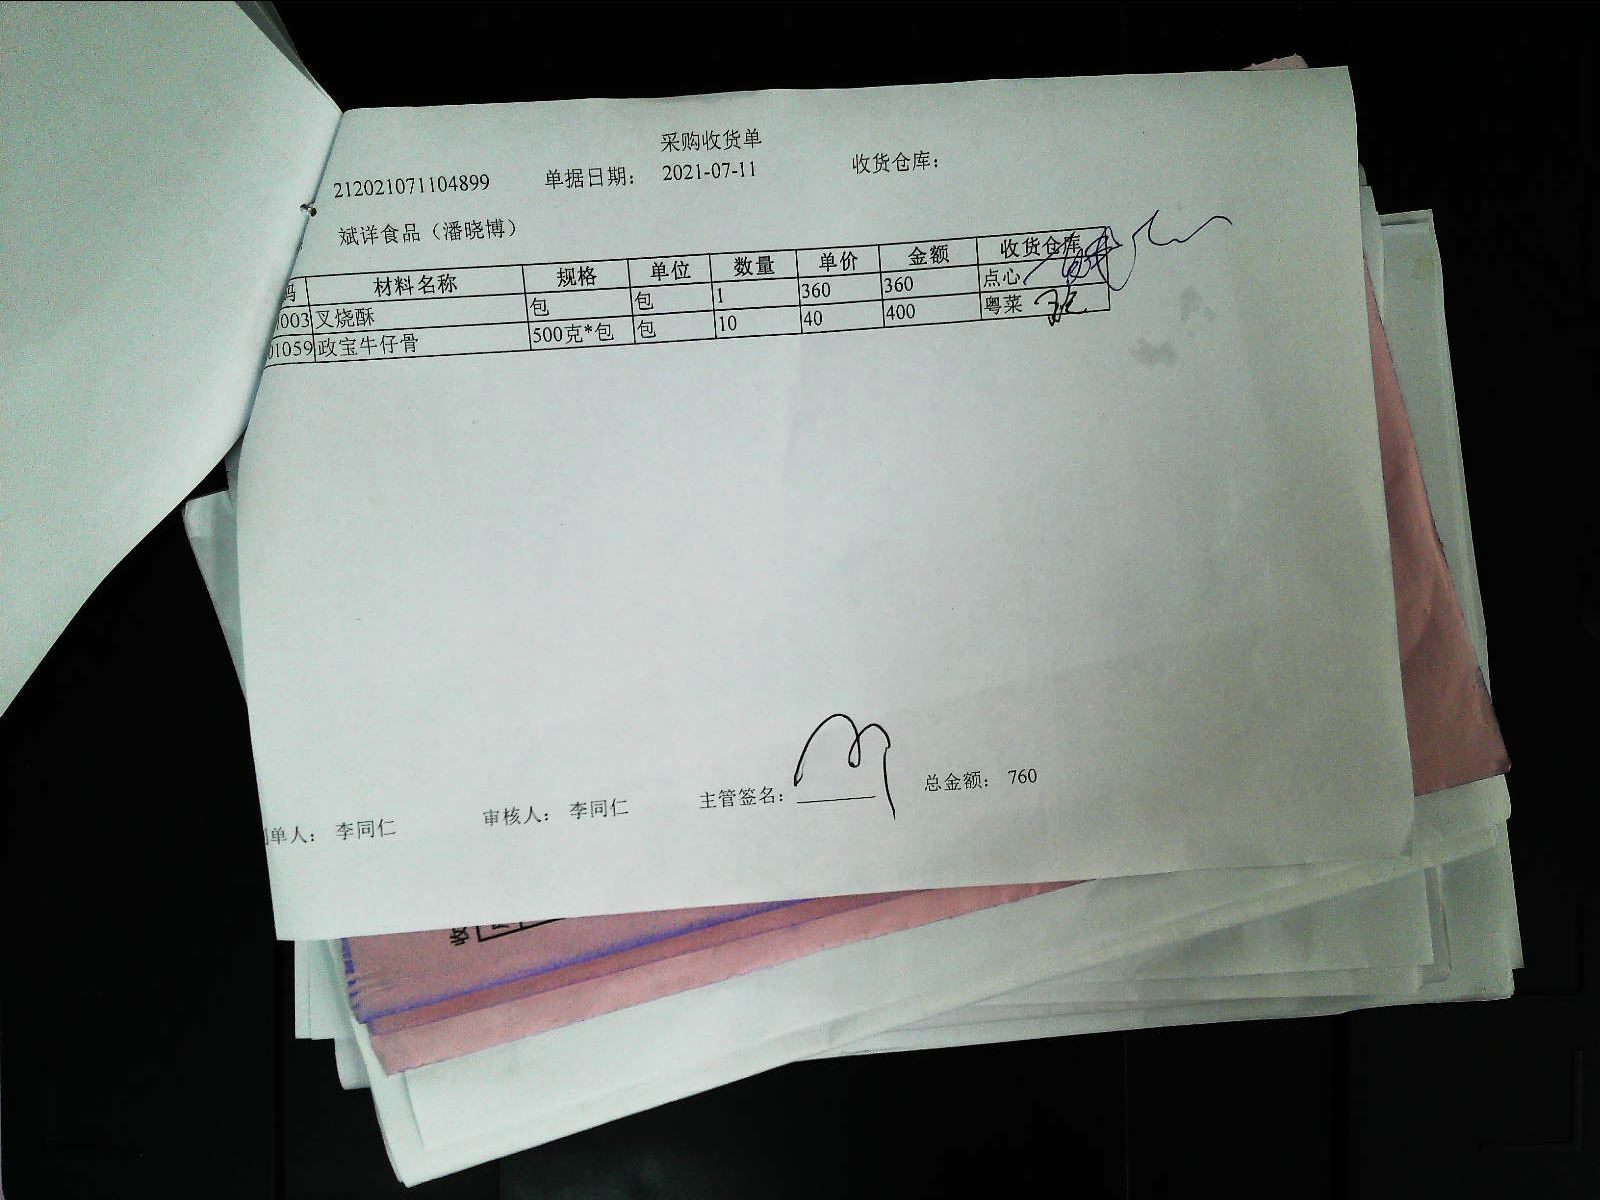 采购收货单
212021071104899 单据日期： 2021-07-11 收货仓库：
斌详食品（潘晓博）
码 材料名称 规格 单位 数量 单价 金额 收货仓库
003 叉烧酥 包 包 1 360 360 点心
01059 政宝牛仔骨 500克*包 包 10 40 400 粤菜
单人： 李同仁 审核人： 李同仁 主管签名： 总金额： 760